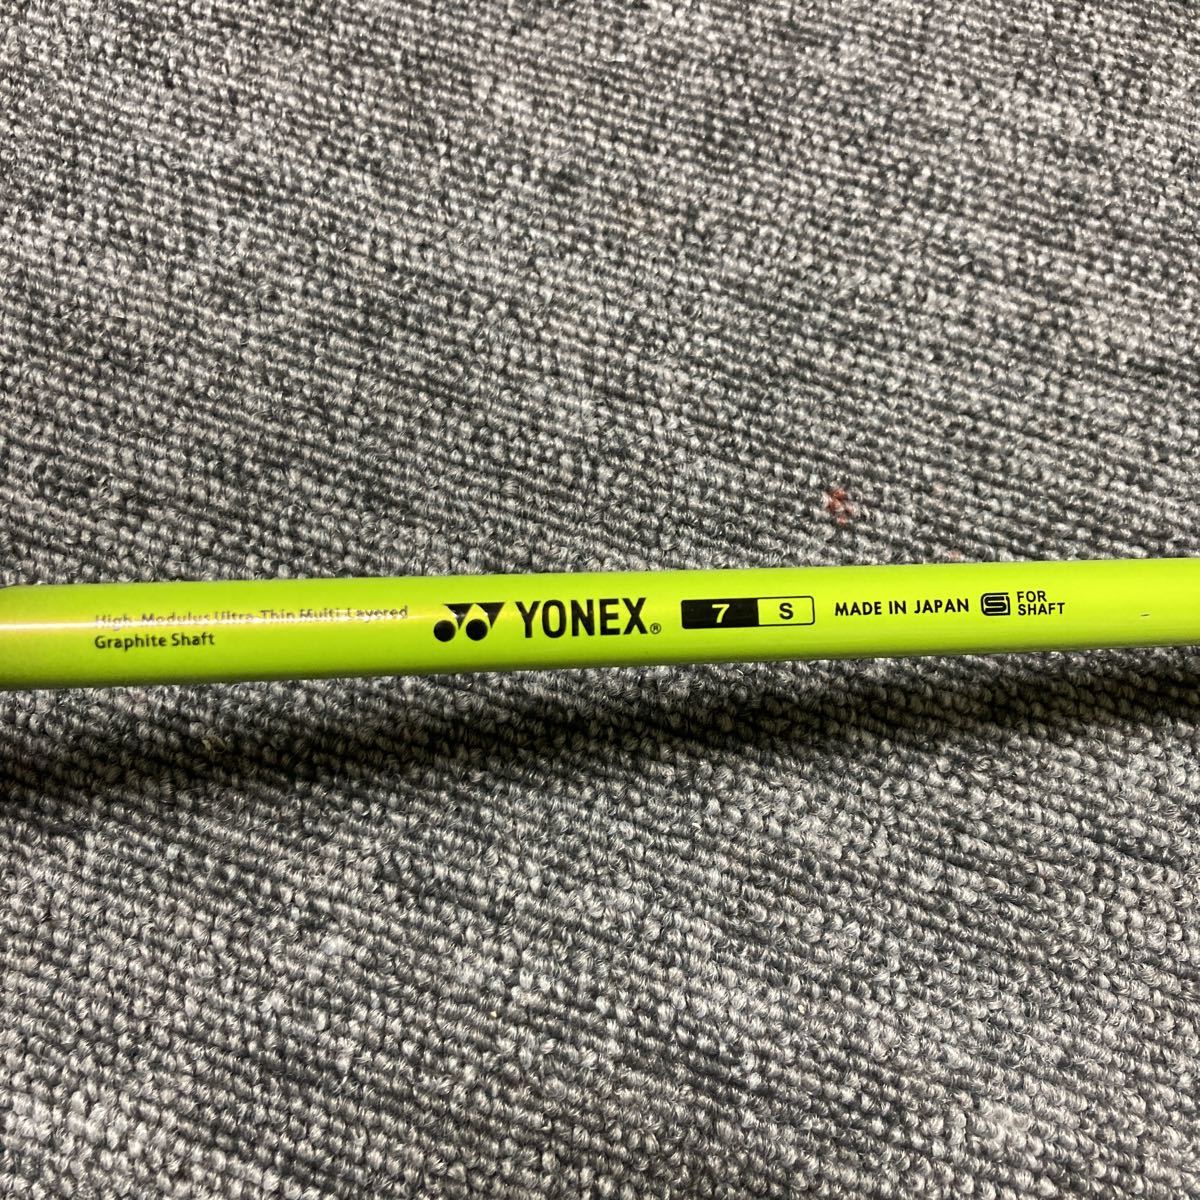 High-Modulus Ultra-Thin Multi-Layered
Graphite Shaft
YONEX® 7 S MADE IN JAPAN S FOR SHAFT